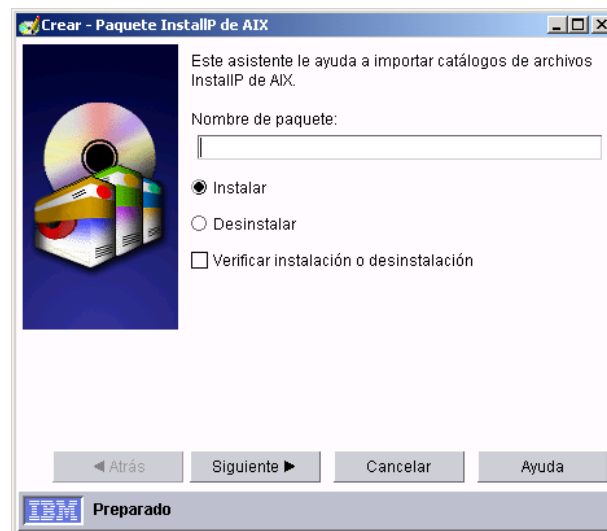 Crear - Paquete InstallP de AIX
Este asistente le ayuda a importar catálogos de archivos
InstallP de AIX.
Nombre de paquete:
Instalar
Desinstalar
Verificar instalación o desinstalación
Atrás
Siguiente
Cancelar
Ayuda
IBM
Preparado